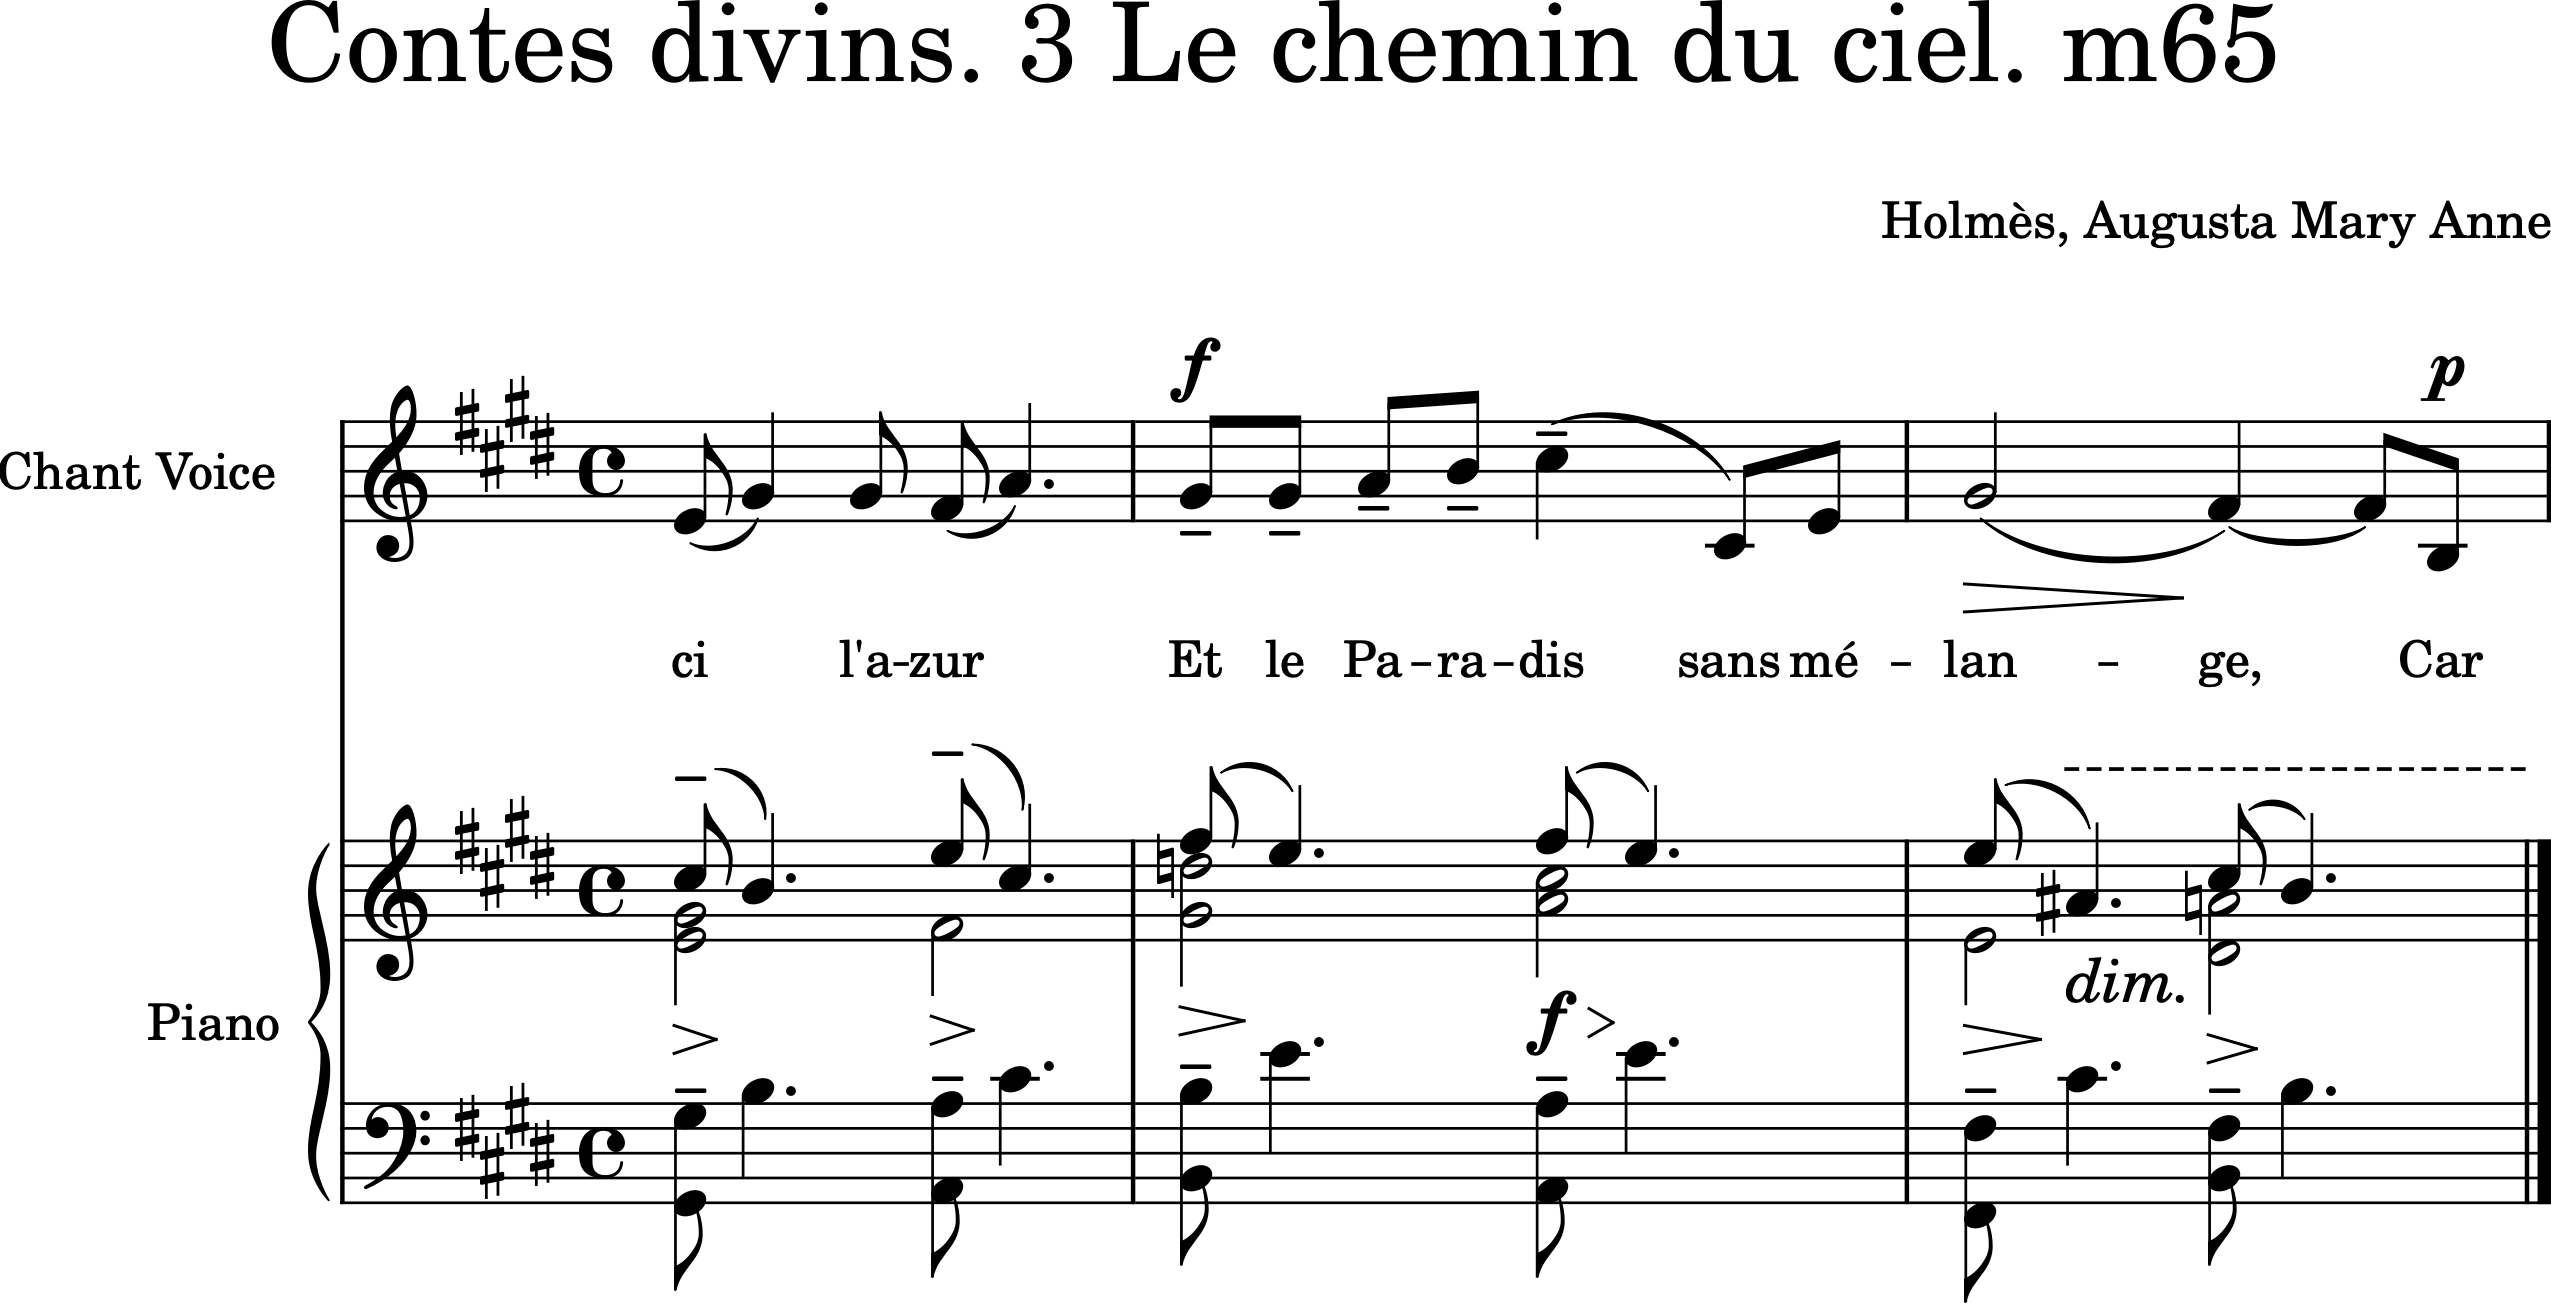 Contes divins. 3 Le chemin du ciel. m65
Holmès, Augusta Mary Anne
f
p
Chant Voice
ci l'a-zur Et le Pa-ra-dis sans mé - lan - ge, Car
Piano
dim.
f